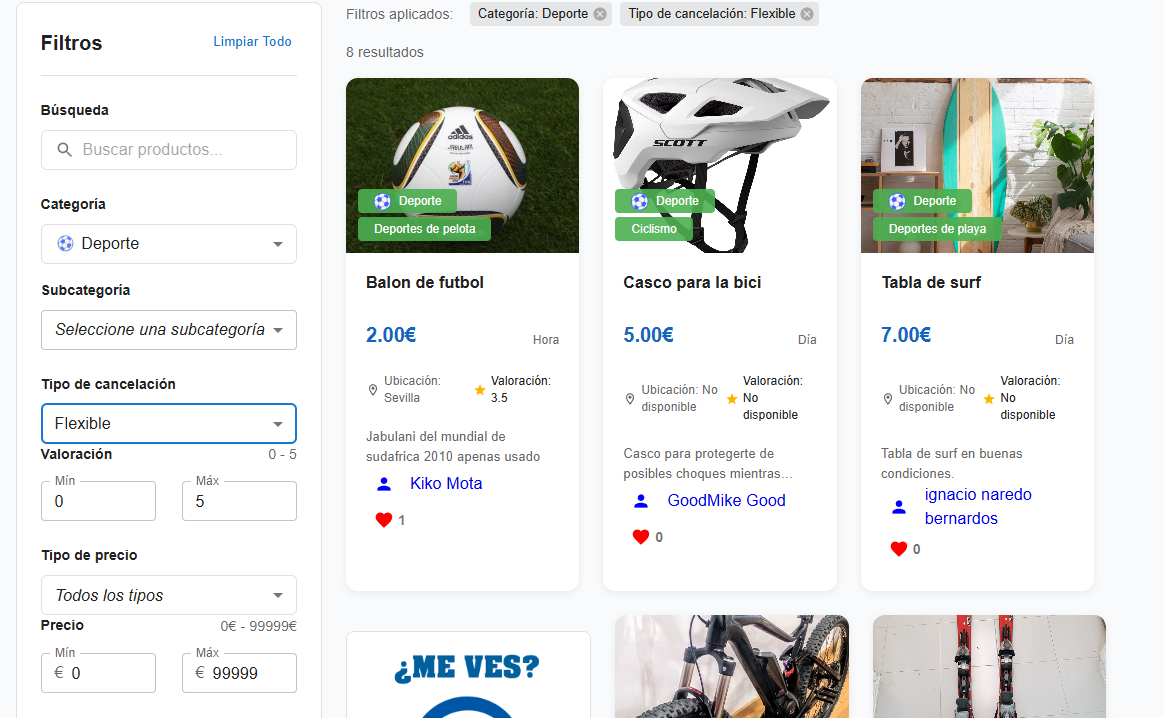 Filtros
Limpiar Todo
Búsqueda
Buscar productos...
Categoría
Deporte
Subcategoría
Seleccione una subcategoría
Tipo de cancelación
Flexible
Valoración
0 - 5
Mín
0
Máx
5
Tipo de precio
Todos los tipos
Precio
0€ - 99999€
Mín
€ 0
Máx
€ 99999
Filtros aplicados:
Categoría: Deporte
Tipo de cancelación: Flexible
8 resultados
adidas
JABULANI
Deporte
Deportes de pelota
Balon de futbol
2.00€
Hora
Ubicación:
Sevilla
Valoración:
3.5
Jabulani del mundial de
sudafrica 2010 apenas usado
Kiko Mota
1
SCOTT
Deporte
Ciclismo
Casco para la bici
5.00€
Día
Ubicación: No
disponible
Valoración:
No
disponible
Casco para protegerte de
posibles choques mientras...
GoodMike Good
0
Deporte
Deportes de playa
Tabla de surf
7.00€
Día
Ubicación: No
disponible
Valoración:
No
disponible
Tabla de surf en buenas
condiciones.
ignacio naredo
bernardos
0
¿ME VES?